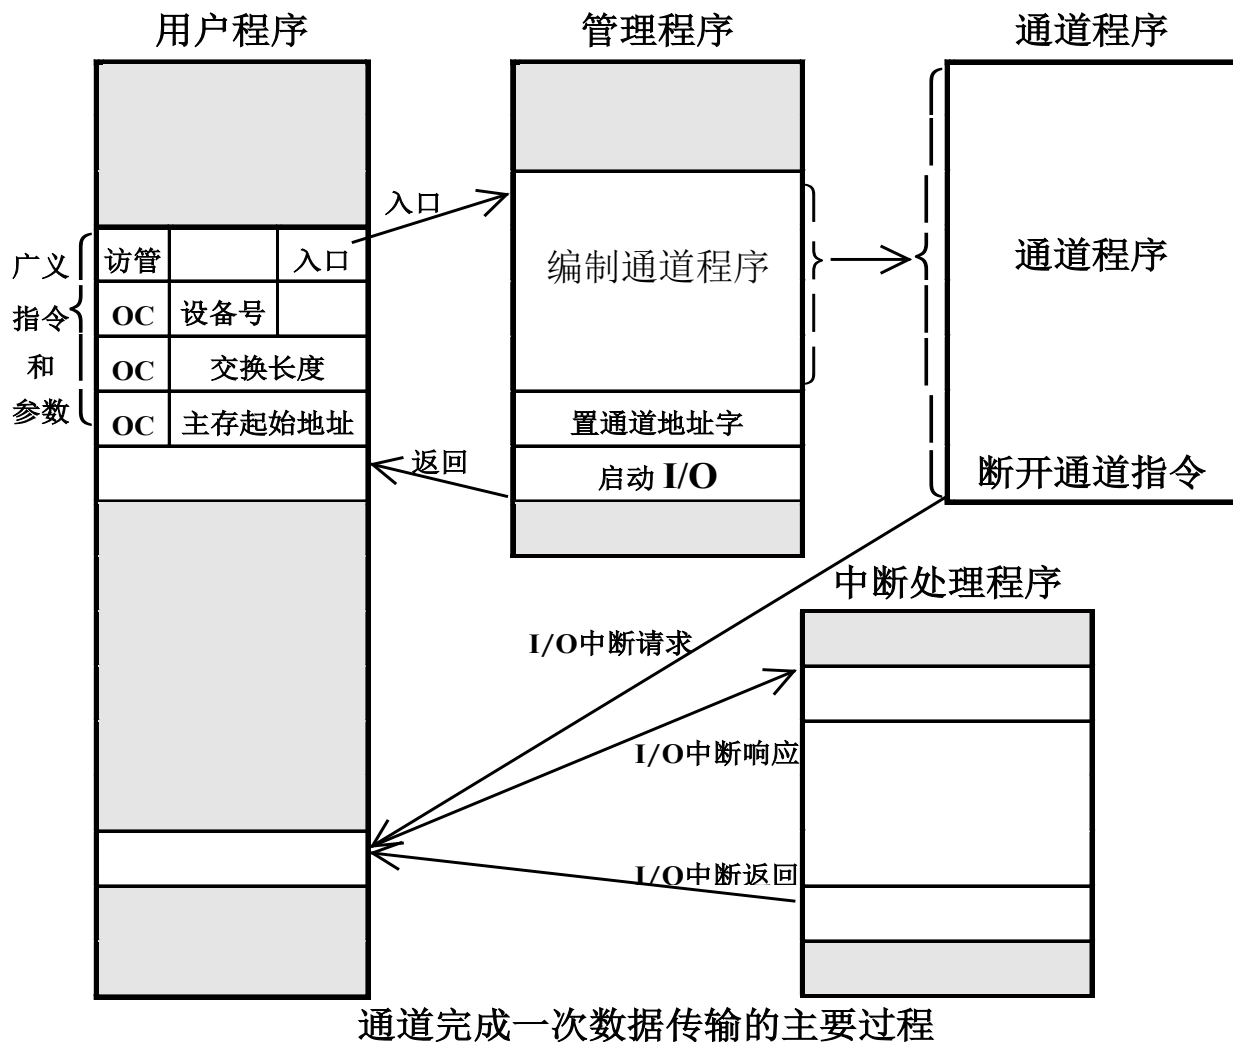 用户程序
管理程序
通道程序
入口
广义
指令
和
参数
访管 入口
OC 设备号
OC 交换长度
OC 主存起始地址
返回
编制通道程序
置通道地址字
启动 I/O
通道程序
断开通道指令
中断处理程序
I/O中断请求
I/O中断响应
I/O中断返回
通道完成一次数据传输的主要过程